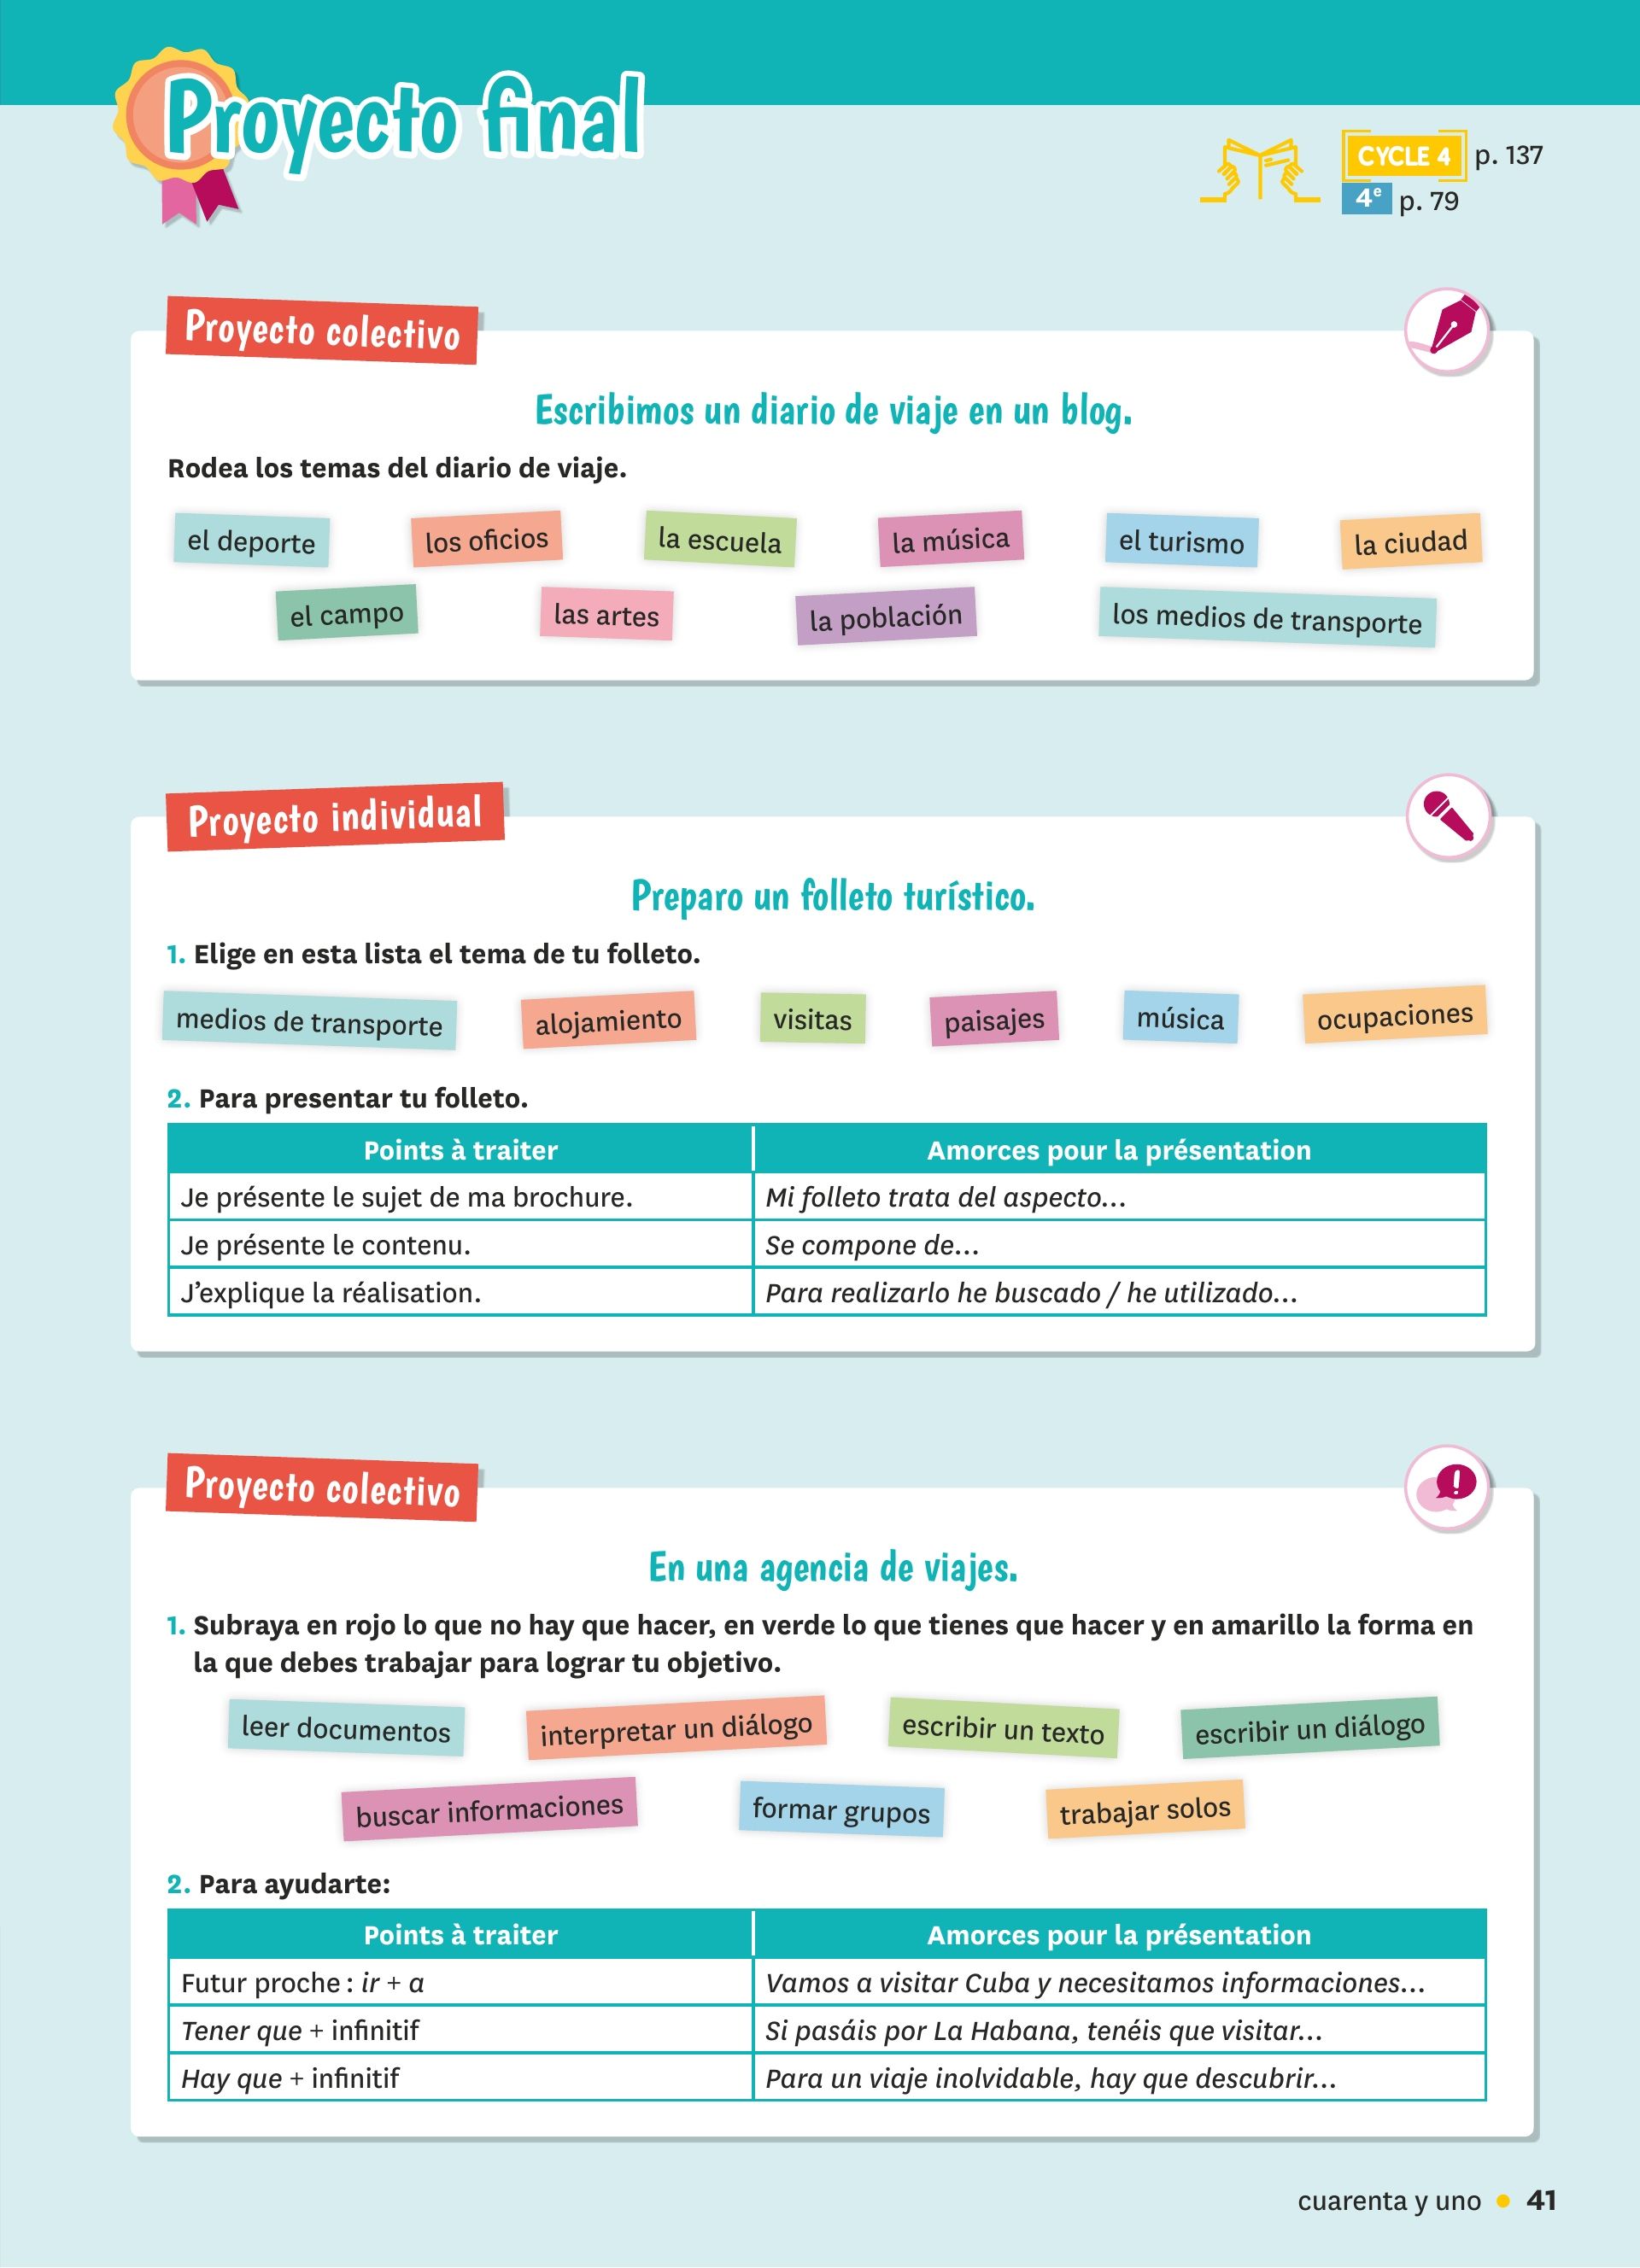 Proyecto final
CYCLE 4 p. 137
4e p. 79
Proyecto colectivo
Escribimos un diario de viaje en un blog.
Rodea los temas del diario de viaje.
el deporte los oficios la escuela la música el turismo la ciudad
el campo las artes la población los medios de transporte
Proyecto individual
Preparo un folleto turístico.
1. Elige en esta lista el tema de tu folleto.
medios de transporte alojamiento visitas paisajes música ocupaciones
2. Para presentar tu folleto.
Points à traiter Amorces pour la présentation
Je présente le sujet de ma brochure. Mi folleto trata del aspecto...
Je présente le contenu. Se compone de...
J'explique la réalisation. Para realizarlo he buscado / he utilizado...
Proyecto colectivo
!
En una agencia de viajes.
1. Subraya en rojo lo que no hay que hacer, en verde lo que tienes que hacer y en amarillo la forma en
la que debes trabajar para lograr tu objetivo.
leer documentos interpretar un diálogo escribir un texto escribir un diálogo
buscar informaciones formar grupos trabajar solos
2. Para ayudarte:
Points à traiter Amorces pour la présentation
Futur proche : ir + a Vamos a visitar Cuba y necesitamos informaciones...
Tener que + infinitif Si pasáis por La Habana, tenéis que visitar...
Hay que + infinitif Para un viaje inolvidable, hay que descubrir...
cuarenta y uno • 41